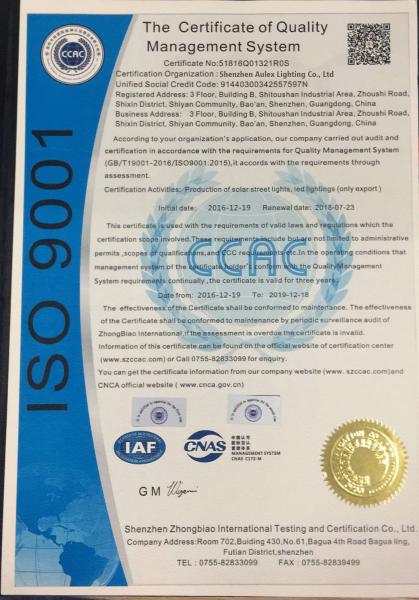 CCAC
The Certificate of Quality
Management System
Certificate No:51816Q01321R0S
Certification Organization : Shenzhen Aulex Lighting Co., Ltd
Unified Social Credit Code: 91440300342557597N
Registered Address: 3 Floor, Building B, Shitoushan Industrial Area, Zhoushi Road,
Shixin District, Shiyan Community, Bao'an, Shenzhen, Guangdong, China
Business Address: 3 Floor, Building B, Shitoushan Industrial Area, Zhoushi Road,
Shixin District, Shiyan Community, Bao'an, Shenzhen, Guangdong, China
According to your organization's application, our company carried out audit and
certification in accordance with the requirements for Quality Management System
(GB/T19001-2016/ISO9001:2015),it accords with the requirements through
assessment.
Certification Activities: Production of solar street lights, led lightings (only export )
Initial date: 2016-12-19 Renewal date: 2018-07-23
This certificate is used with the requirements of valid laws and regulations which the
certification scope involved.These requirements include but are not limited to administrative
permits ,scopes of qualifications,and CCC requirements etc.In the operating conditions that
management system of the certificate holder's conform with the QualityManagement
System requirements continually ,the certificate is valid for three years.
CCAC
Date from: 2016-12-19 To: 2019-12-18
The effectiveness of the Certificate shall be conformed to maintenance. The effectiveness
of the Certificate shall be conformed to maintenance by periodic surveillance audit of
ZhongBiao International,if the assessment is overdue the certificate is invalid.
Information of this certificate can be found on the official website of certification center
(www.szccac.com) or Call 0755-82833099 for enquiry.
You can get the certificate information from our company website (www. szccac.com)and
CNCA official website ( www.cnca.gov.cn)
ISO 9001
IAF
CNAS
中国认可
管理体系
MANAGEMENT SYSTEM
CNAS C172-M
GM
Shenzhen Zhongbiao International Testing and Certification Co., Ltd.
Company Address:Room 702,Buiding 430,No.61,Bagua 4th Road Bagua ling,
Futian District,shenzhen
TEL : 0755-82833099 FAX : 0755-82839499